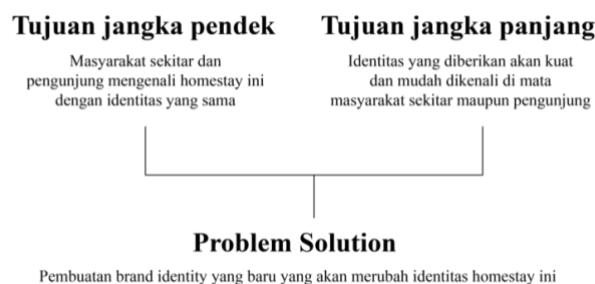 Tujuan jangka pendek
Masyarakat sekitar dan
pengunjung mengenali homestay ini
dengan identitas yang sama
Tujuan jangka panjang
Identitas yang diberikan akan kuat
dan mudah dikenali di mata
masyarakat sekitar maupun pengunjung
Problem Solution
Pembuatan brand identity yang baru yang akan merubah identitas homestay ini